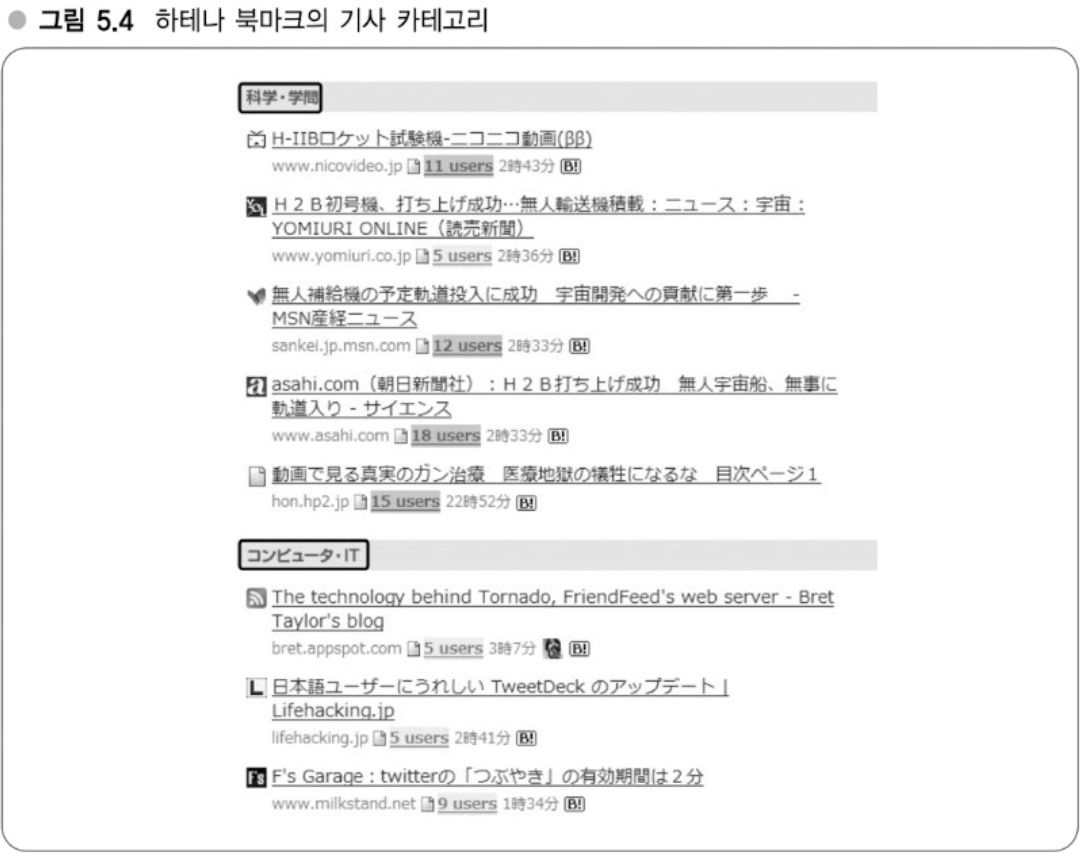 그림 5.4 하테나 북마크의 기사 카테고리
科学・学問
H-IIBロケット試験機-ニコニコ動画(ββ)
www.nicovideo.jp 11 users 2時43分 B!
Ｈ２Ｂ初号機、打ち上げ成功…無人輸送機積載：ニュース：宇宙：
YOMIURI ONLINE（読売新聞）
www.yomiuri.co.jp 5 users 2時36分 B!
無人補給機の予定軌道投入に成功　宇宙開発への貢献に第一歩　-
MSN産経ニュース
sankei.jp.msn.com 12 users 2時33分 B!
asahi.com（朝日新聞社）：Ｈ２Ｂ打ち上げ成功　無人宇宙船、無事に
軌道入り - サイエンス
www.asahi.com 18 users 2時33分 B!
動画で見る真実のガン治療　医療地獄の犠牲になるな　目次ページ１
hon.hp2.jp 15 users 22時52分 B!
コンピュータ・IT
The technology behind Tornado, FriendFeed's web server - Bret
Taylor's blog
bret.appspot.com 5 users 3時7分 B!
L 日本語ユーザーにうれしい TweetDeck のアップデート |
Lifehacking.jp
lifehacking.jp 5 users 2時41分 B!
F's F's Garage : twitterの「つぶやき」の有効期間は２分
www.milkstand.net 9 users 1時34分 B!